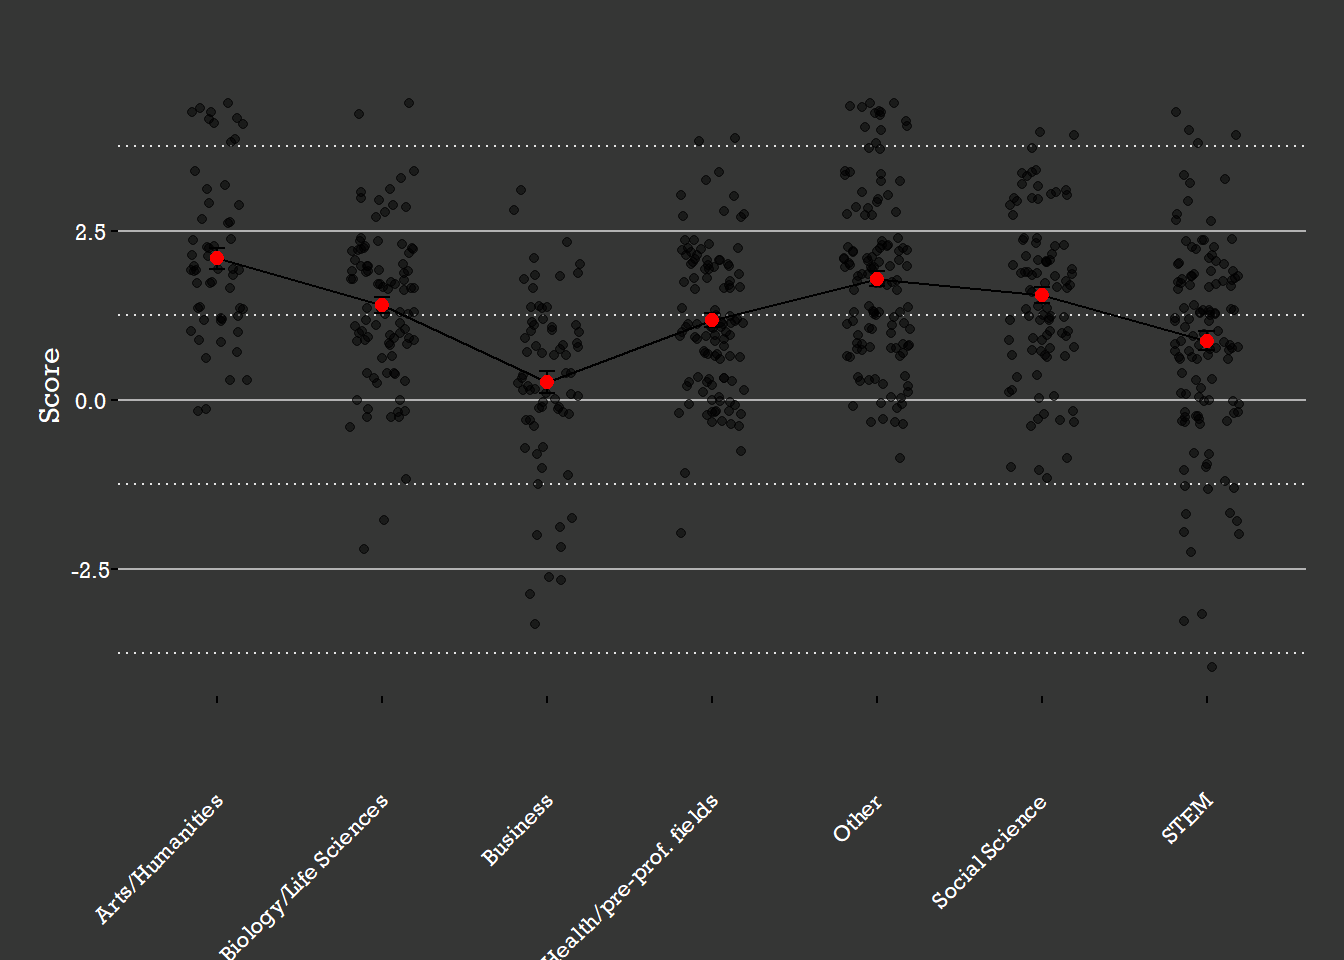 Score
2.5
0.0
-2.5
Arts/Humanities
Biology/Life Sciences
Business
Health/pre-prof. fields
Other
Social Science
STEM